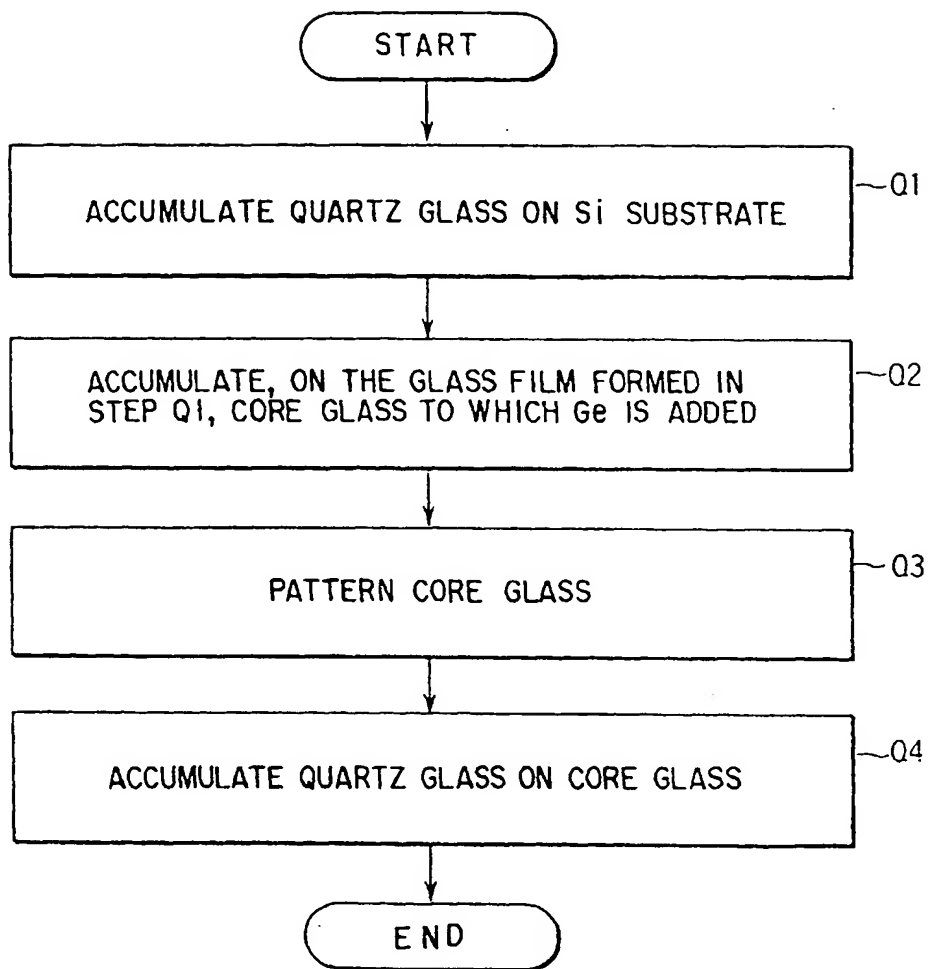 START
ACCUMULATE QUARTZ GLASS ON Si SUBSTRATE
Q1
ACCUMULATE, ON THE GLASS FILM FORMED IN
STEP Q1, CORE GLASS TO WHICH Ge IS ADDED
Q2
PATTERN CORE GLASS
Q3
ACCUMULATE QUARTZ GLASS ON CORE GLASS
Q4
END